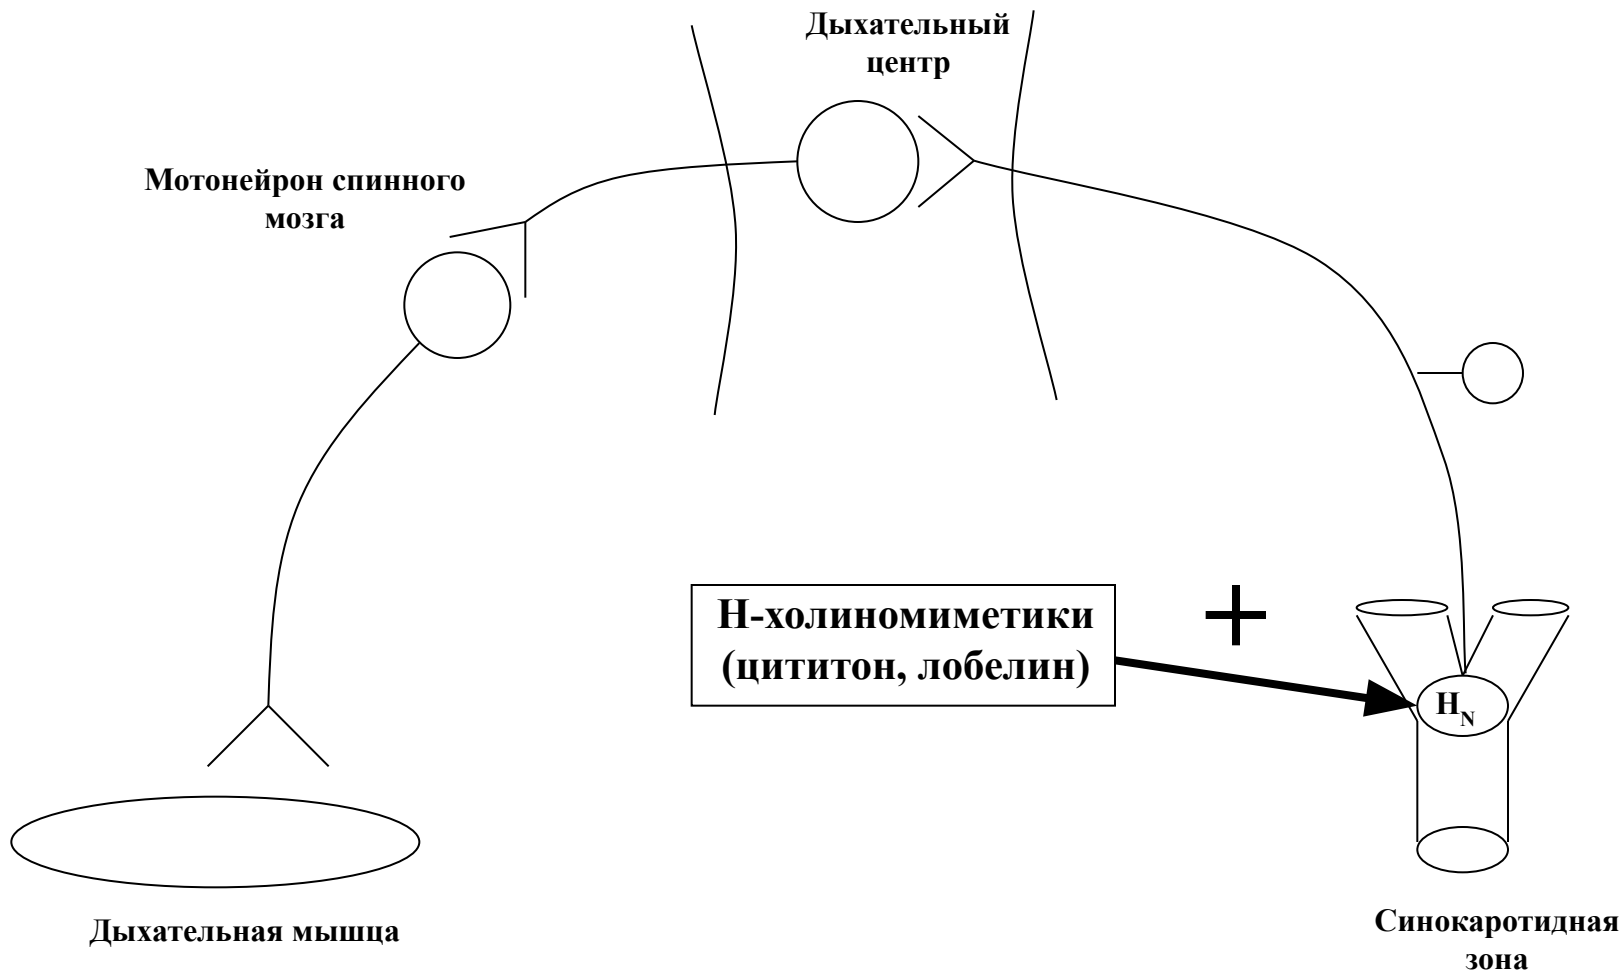 Дыхательный
центр
Мотонейрон спинного
мозга
Н-холиномиметики
(цититон, лобелин)
+
HN
Дыхательная мышца
Синокаротидная
зона